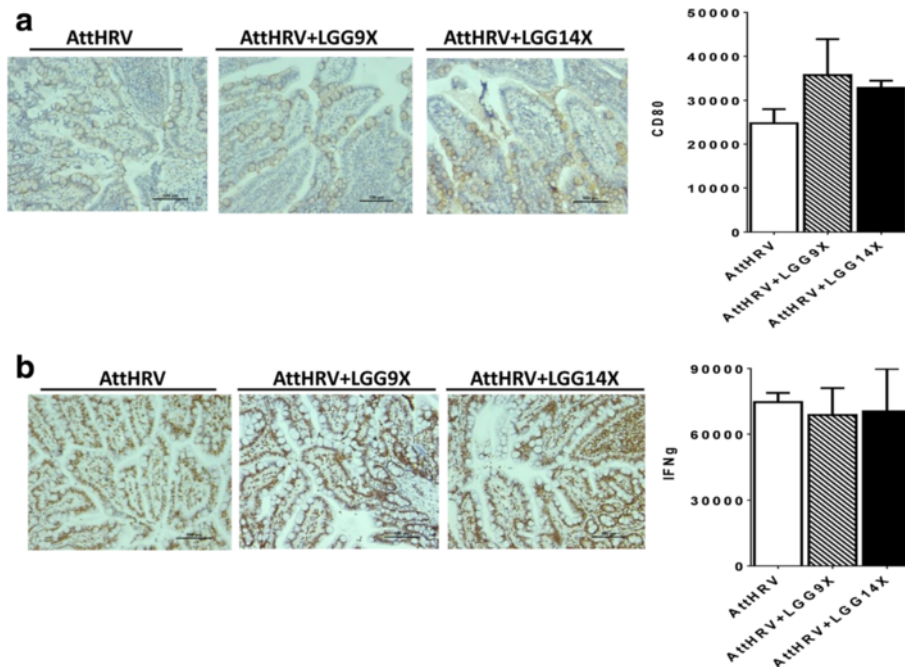 a
AttHRV
AttHRV+LGG9X
AttHRV+LGG14X
50000
40000
30000
20000
10000
0
CD80
AttHRV
AttHRV+LGG9X
AttHRV+LGG14X
b
AttHRV
AttHRV+LGG9X
AttHRV+LGG14X
90000
60000
30000
0
IFNg
AttHRV
AttHRV+LGG9X
AttHRV+LGG14X